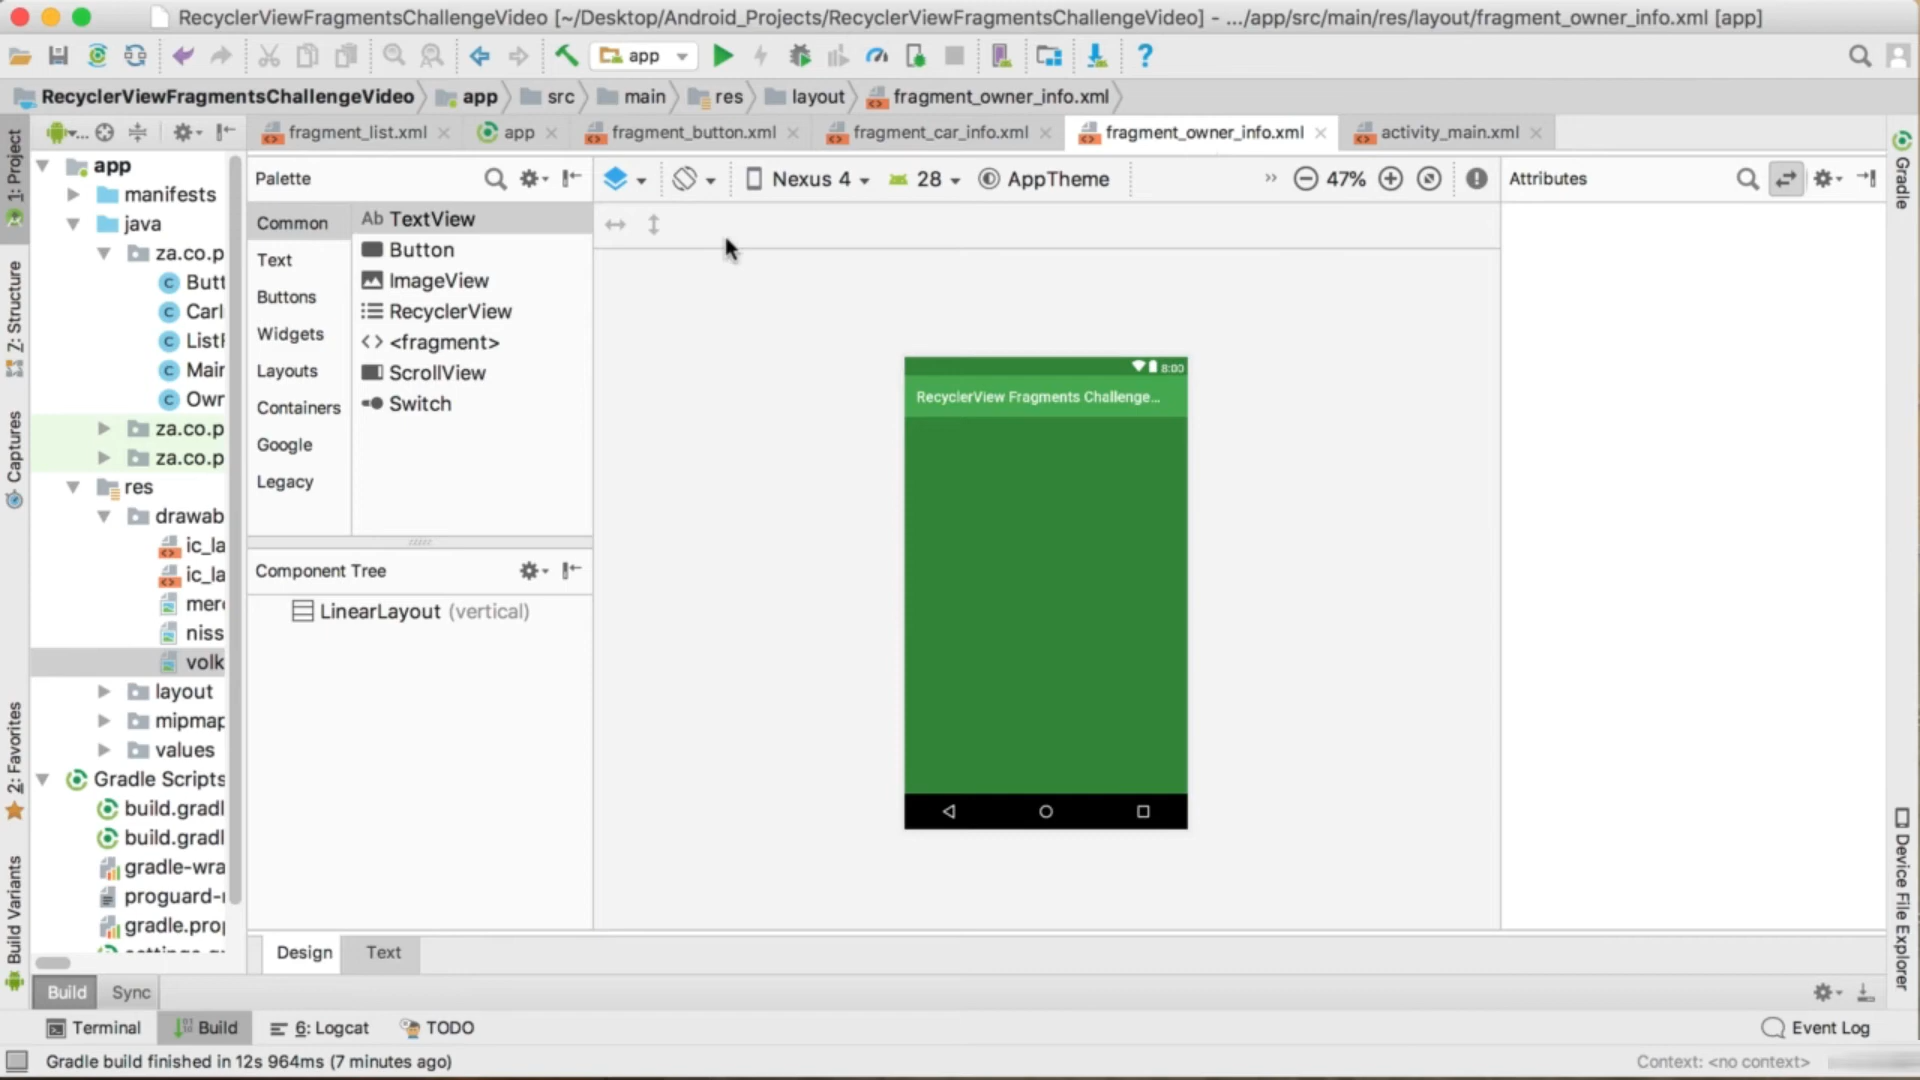 RecyclerViewFragmentsChallengeVideo [~/Desktop/Android_Projects/RecyclerViewFragmentsChallengeVideo] - .../app/src/main/res/layout/fragment_owner_info.xml [app]
app
RecyclerViewFragmentsChallengeVideo app src main res layout fragment_owner_info.xml
fragment_list.xml app fragment_button.xml fragment_car_info.xml fragment_owner_info.xml activity_main.xml
1: Project
Z: Structure
Captures
2: Favorites
Build Variants
app
manifests
java
za.co.p
Butt
CarI
Listl
Mair
Owr
za.co.p
za.co.p
res
drawab
ic_la
ic_la
mer
niss
volk
layout
mipmap
values
Gradle Scripts
build.gradl
build.gradl
gradle-wra
proguard-
gradle.pro
Palette
Common
Text
Buttons
Widgets
Layouts
Containers
Google
Legacy
Ab TextView
Button
ImageView
RecyclerView
<fragment>
ScrollView
Switch
Component Tree
LinearLayout (vertical)
Nexus 4 28 AppTheme 47%
8:00
RecyclerView Fragments Challenge...
Attributes
Gradle
Device File Explorer
Design Text
Build Sync
Terminal Build 6: Logcat TODO Event Log
Gradle build finished in 12s 964ms (7 minutes ago) Context: <no context>